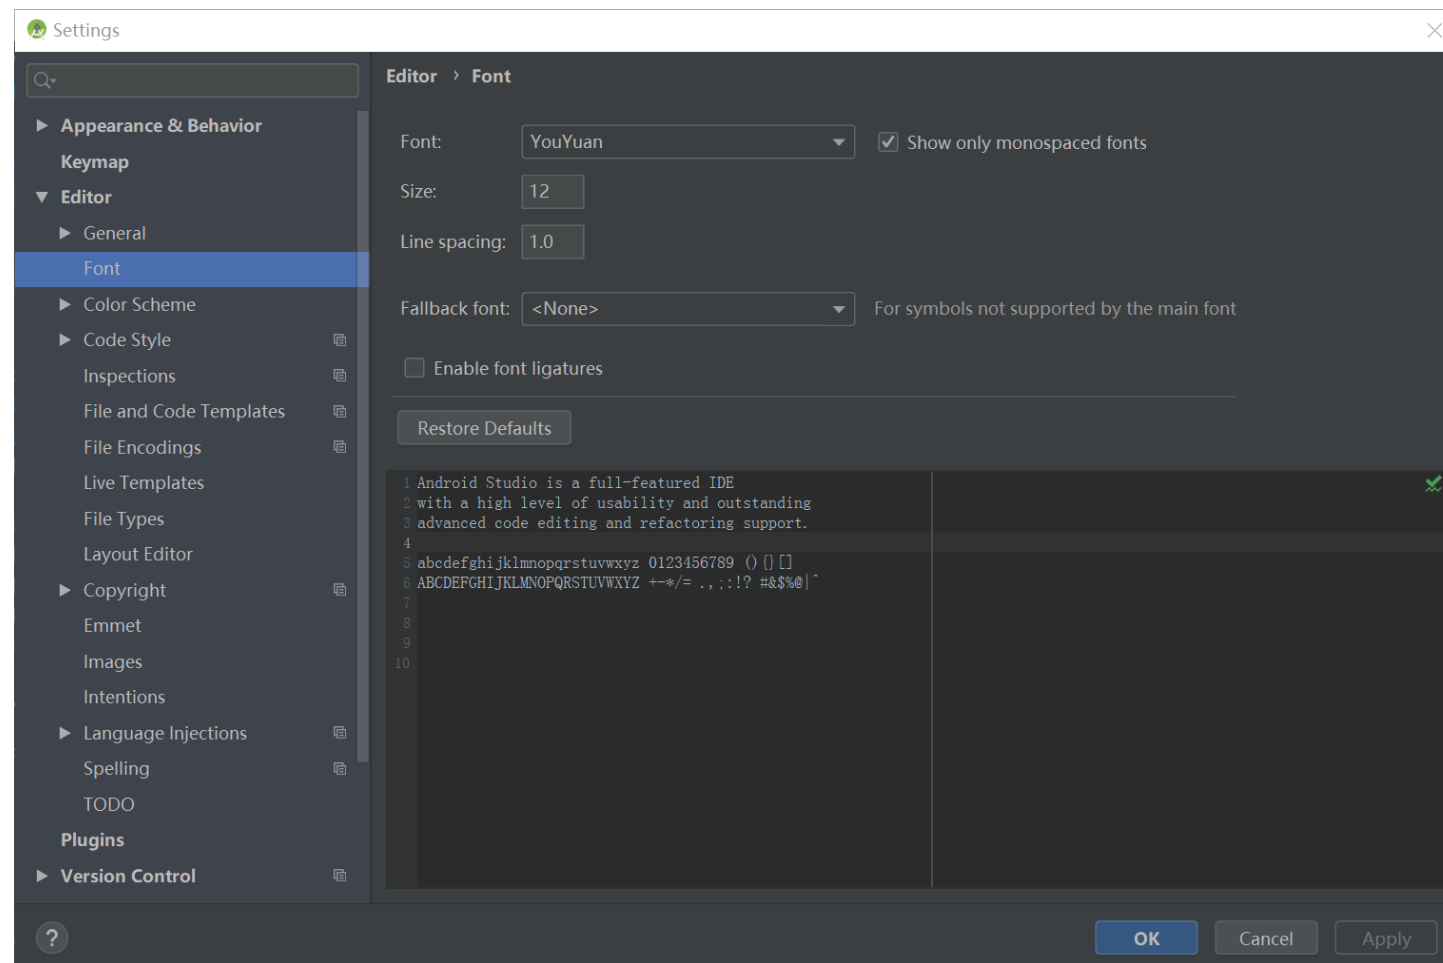 Settings
Editor › Font
Appearance & Behavior
Keymap
Editor
General
Font
Color Scheme
Code Style
Inspections
File and Code Templates
File Encodings
Live Templates
File Types
Layout Editor
Copyright
Emmet
Images
Intentions
Language Injections
Spelling
TODO
Plugins
Version Control
Font: YouYuan Show only monospaced fonts
Size: 12
Line spacing: 1.0
Fallback font: <None> For symbols not supported by the main font
Enable font ligatures
Restore Defaults
1 Android Studio is a full-featured IDE
2 with a high level of usability and outstanding
3 advanced code editing and refactoring support.
4
5 abcdefghijklmnopqrstuvwxyz 0123456789 (){}[]
6 ABCDEFGHIJKLMNOPQRSTUVWXYZ +-*/= .,;:!? #&$%@|^
7
8
9
10
? OK Cancel Apply